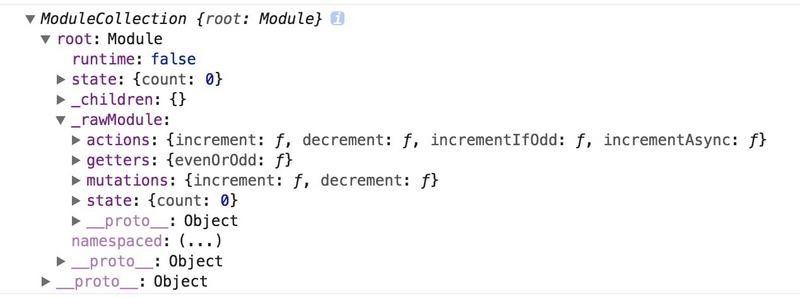 ▼ ModuleCollection {root: Module} i
▼ root: Module
runtime: false
▶ state: {count: 0}
▶ _children: {}
▼ _rawModule:
▶ actions: {increment: ƒ, decrement: ƒ, incrementIfOdd: ƒ, incrementAsync: ƒ}
▶ getters: {evenOrOdd: ƒ}
▶ mutations: {increment: ƒ, decrement: ƒ}
▶ state: {count: 0}
▶ __proto__: Object
namespaced: (...)
▶ __proto__: Object
▶ __proto__: Object